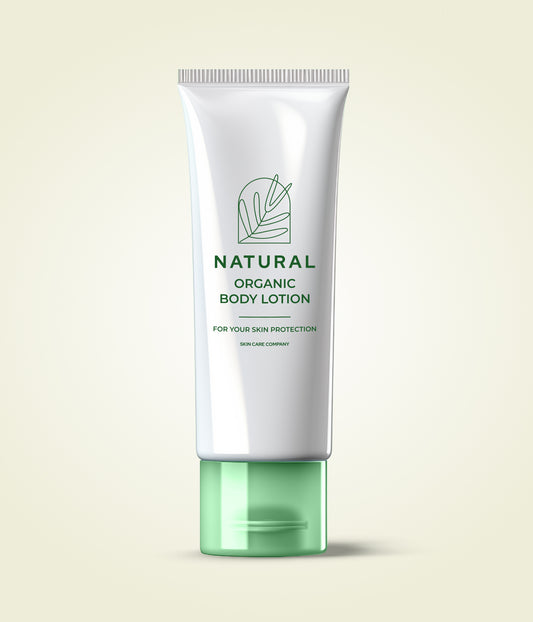 NATURAL
ORGANIC
BODY LOTION
FOR YOUR SKIN PROTECTION
SKIN CARE COMPANY